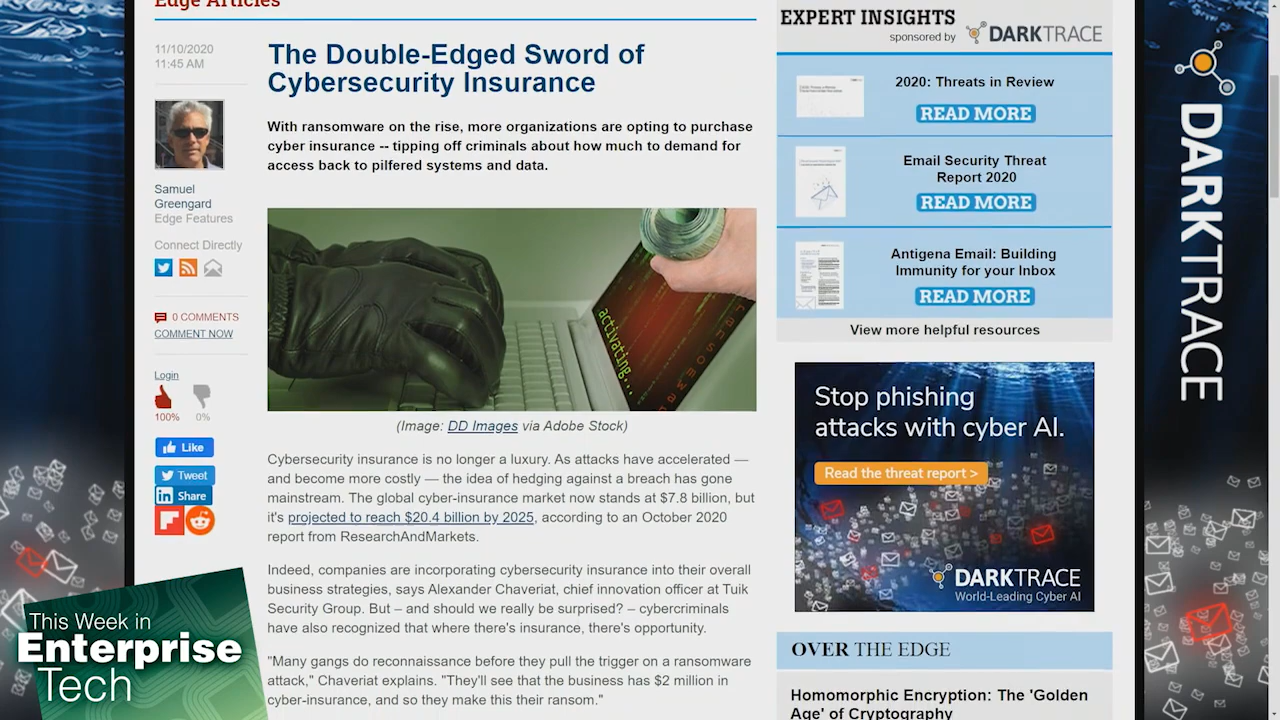 Edge Articles
11/10/2020
11:45 AM
Samuel
Greengard
Edge Features
Connect Directly
0 COMMENTS
COMMENT NOW
Login
100%
0%
Like
Tweet
Share
The Double-Edged Sword of
Cybersecurity Insurance
With ransomware on the rise, more organizations are opting to purchase
cyber insurance -- tipping off criminals about how much to demand for
access back to pilfered systems and data.
activating...
(Image: DD Images via Adobe Stock)
Cybersecurity insurance is no longer a luxury. As attacks have accelerated —
and become more costly — the idea of hedging against a breach has gone
mainstream. The global cyber-insurance market now stands at $7.8 billion, but
it's projected to reach $20.4 billion by 2025, according to an October 2020
report from ResearchAndMarkets.
Indeed, companies are incorporating cybersecurity insurance into their overall
business strategies, says Alexander Chaveriat, chief innovation officer at Tuik
Security Group. But – and should we really be surprised? – cybercriminals
have also recognized that where there's insurance, there's opportunity.
"Many gangs do reconnaissance before they pull the trigger on a ransomware
attack," Chaveriat explains. "They'll see that the business has $2 million in
cyber-insurance, and so they make this their ransom."
EXPERT INSIGHTS
sponsored by DARKTRACE
2020: Threats in Review
READ MORE
Email Security Threat
Report 2020
READ MORE
Antigena Email: Building
Immunity for your Inbox
READ MORE
View more helpful resources
Stop phishing
attacks with cyber AI.
Read the threat report >
DARKTRACE
World-Leading Cyber AI
OVER THE EDGE
Homomorphic Encryption: The 'Golden
Age' of Cryptography
DARKTRACE
This Week in
Enterprise
Tech